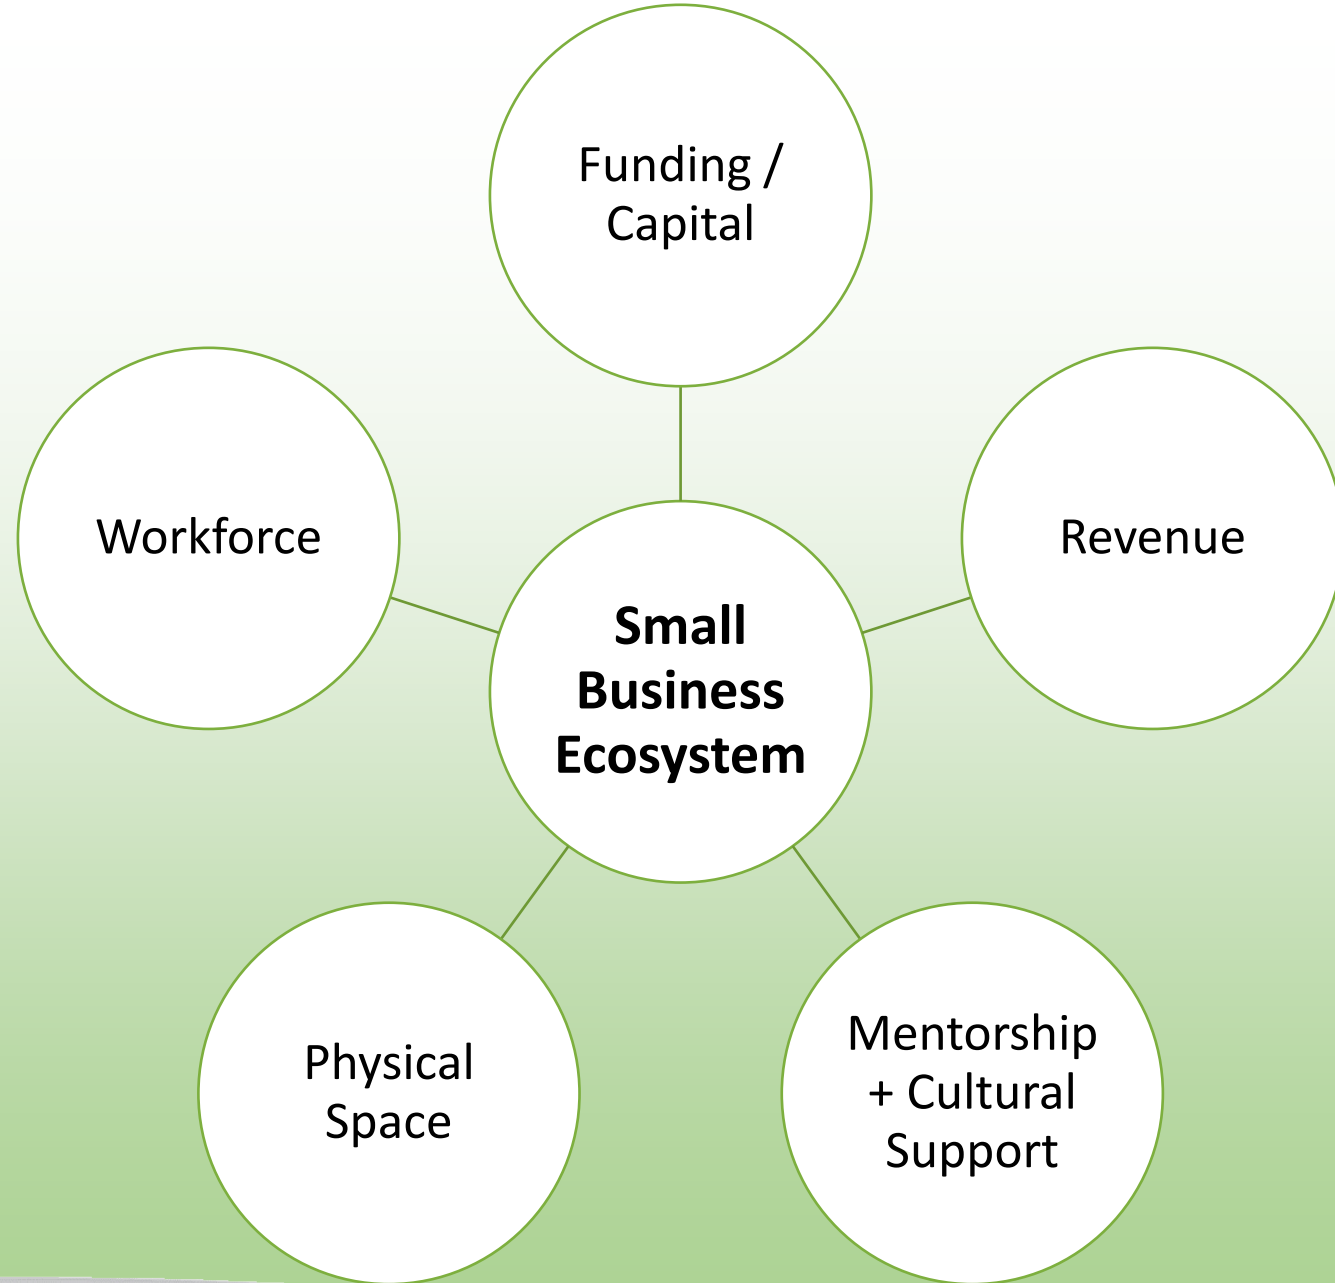 Funding /
Capital
Workforce
Revenue
Small
Business
Ecosystem
Physical
Space
Mentorship
+ Cultural
Support